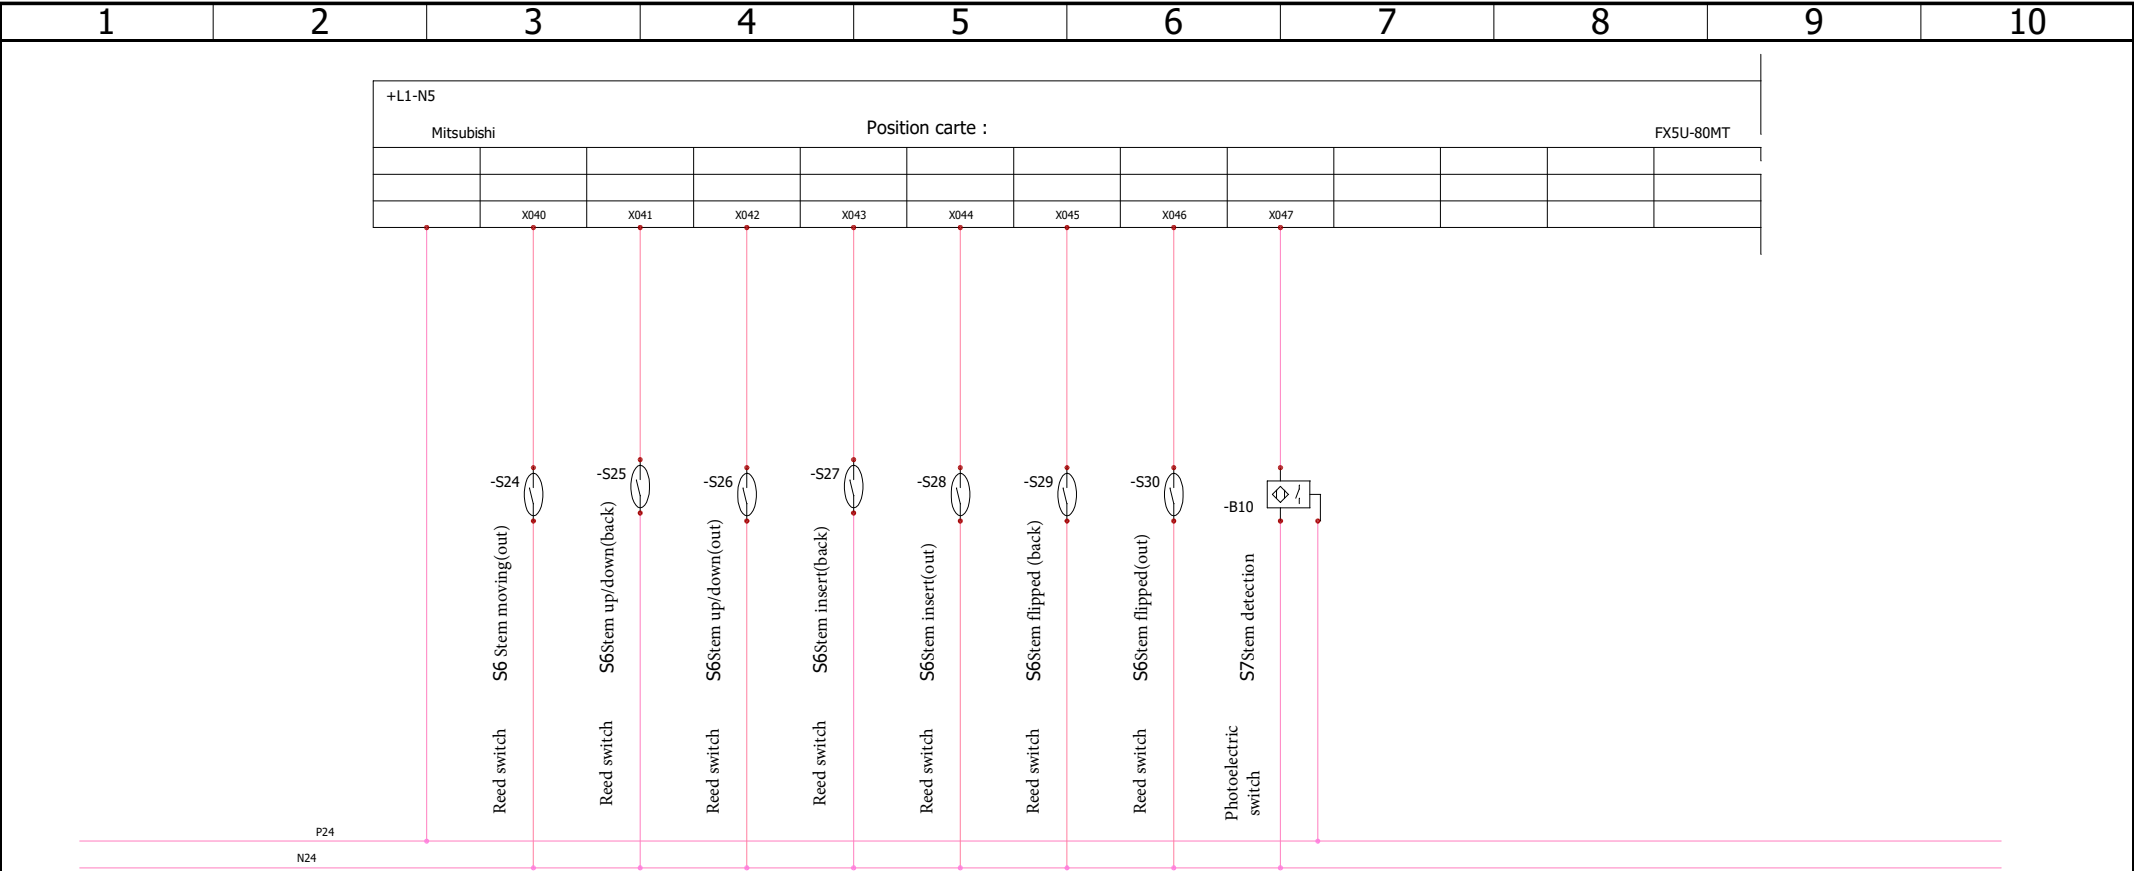 1 2 3 4 5 6 7 8 9 10
+L1-N5
Mitsubishi Position carte : FX5U-80MT
X040 X041 X042 X043 X044 X045 X046 X047
-S24 -S25 -S26 -S27 -S28 -S29 -S30 -B10
S6 Stem moving(out)
S6Stem up/down(back)
S6Stem up/down(out)
S6Stem insert(back)
S6Stem insert(out)
S6Stem flipped (back)
S6Stem flipped(out)
S7Stem detection
Reed switch
Reed switch
Reed switch
Reed switch
Reed switch
Reed switch
Reed switch
Photoelectric
switch
P24
N24